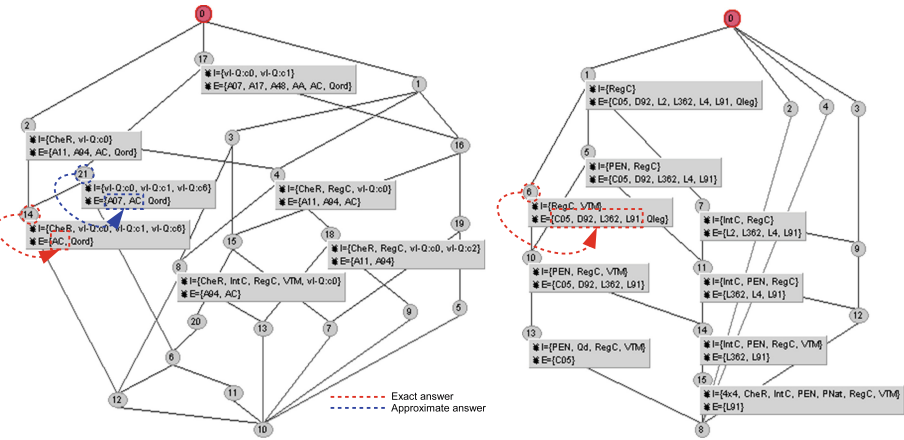 0
17
I={vl-Q:c0, vl-Q:c1}
E={A07, A17, A48, AA, AC, Qord}
1
2
I={CheR, vl-Q:c0}
E={A11, A94, AC, Qord}
3
16
21
I={vl-Q:c0, vl-Q:c1, vl-Q:c6}
E={A07, AC, Qord}
4
I={CheR, RegC, vl-Q:c0}
E={A11, A94, AC}
14
I={CheR, vl-Q:c0, vl-Q:c1, vl-Q:c6}
E={AC, Qord}
15
18
I={CheR, RegC, vl-Q:c0, vl-Q:c2}
E={A11, A94}
19
8
I={CheR, IntC, RegC, VTM, vl-Q:c0}
E={A94, AC}
20
13
7
9
5
6
12
11
10
Exact answer
Approximate answer
0
1
I={RegC}
E={C05, D92, L2, L362, L4, L91, Qleg}
2
4
3
5
I={PEN, RegC}
E={C05, D92, L362, L4, L91}
6
I={RegC, VTM}
E={C05, D92, L362, L91, Qleg}
7
I={IntC, RegC}
E={L2, L362, L4, L91}
9
10
I={PEN, RegC, VTM}
E={C05, D92, L362, L91}
11
I={IntC, PEN, RegC}
E={L362, L4, L91}
12
13
I={PEN, Qd, RegC, VTM}
E={C05}
14
I={IntC, PEN, RegC, VTM}
E={L362, L91}
15
I={4x4, CheR, IntC, PEN, PNat, RegC, VTM}
E={L91}
8